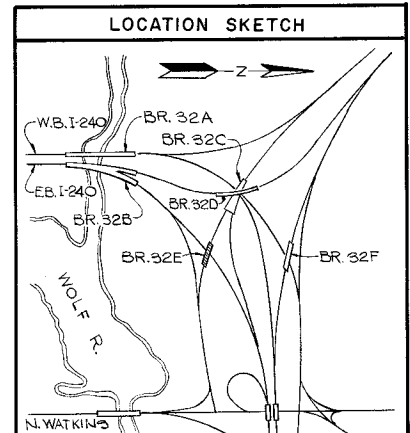 LOCATION SKETCH
Z
W.B. I-240
BR. 32A
BR. 32C
E.B. I-240
BR. 32D
BR. 32B
BR. 32E
BR. 32F
WOLF R.
N. WATKINS